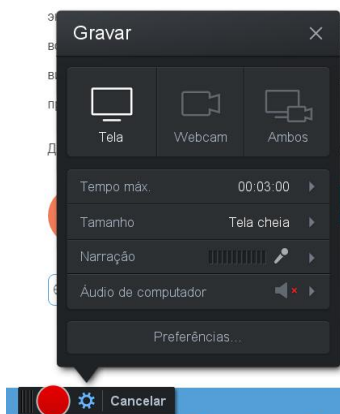 Gravar
Tela Webcam Ambos
Tempo máx. 00:03:00
Tamanho Tela cheia
Narração
Áudio de computador
Preferências...
Cancelar